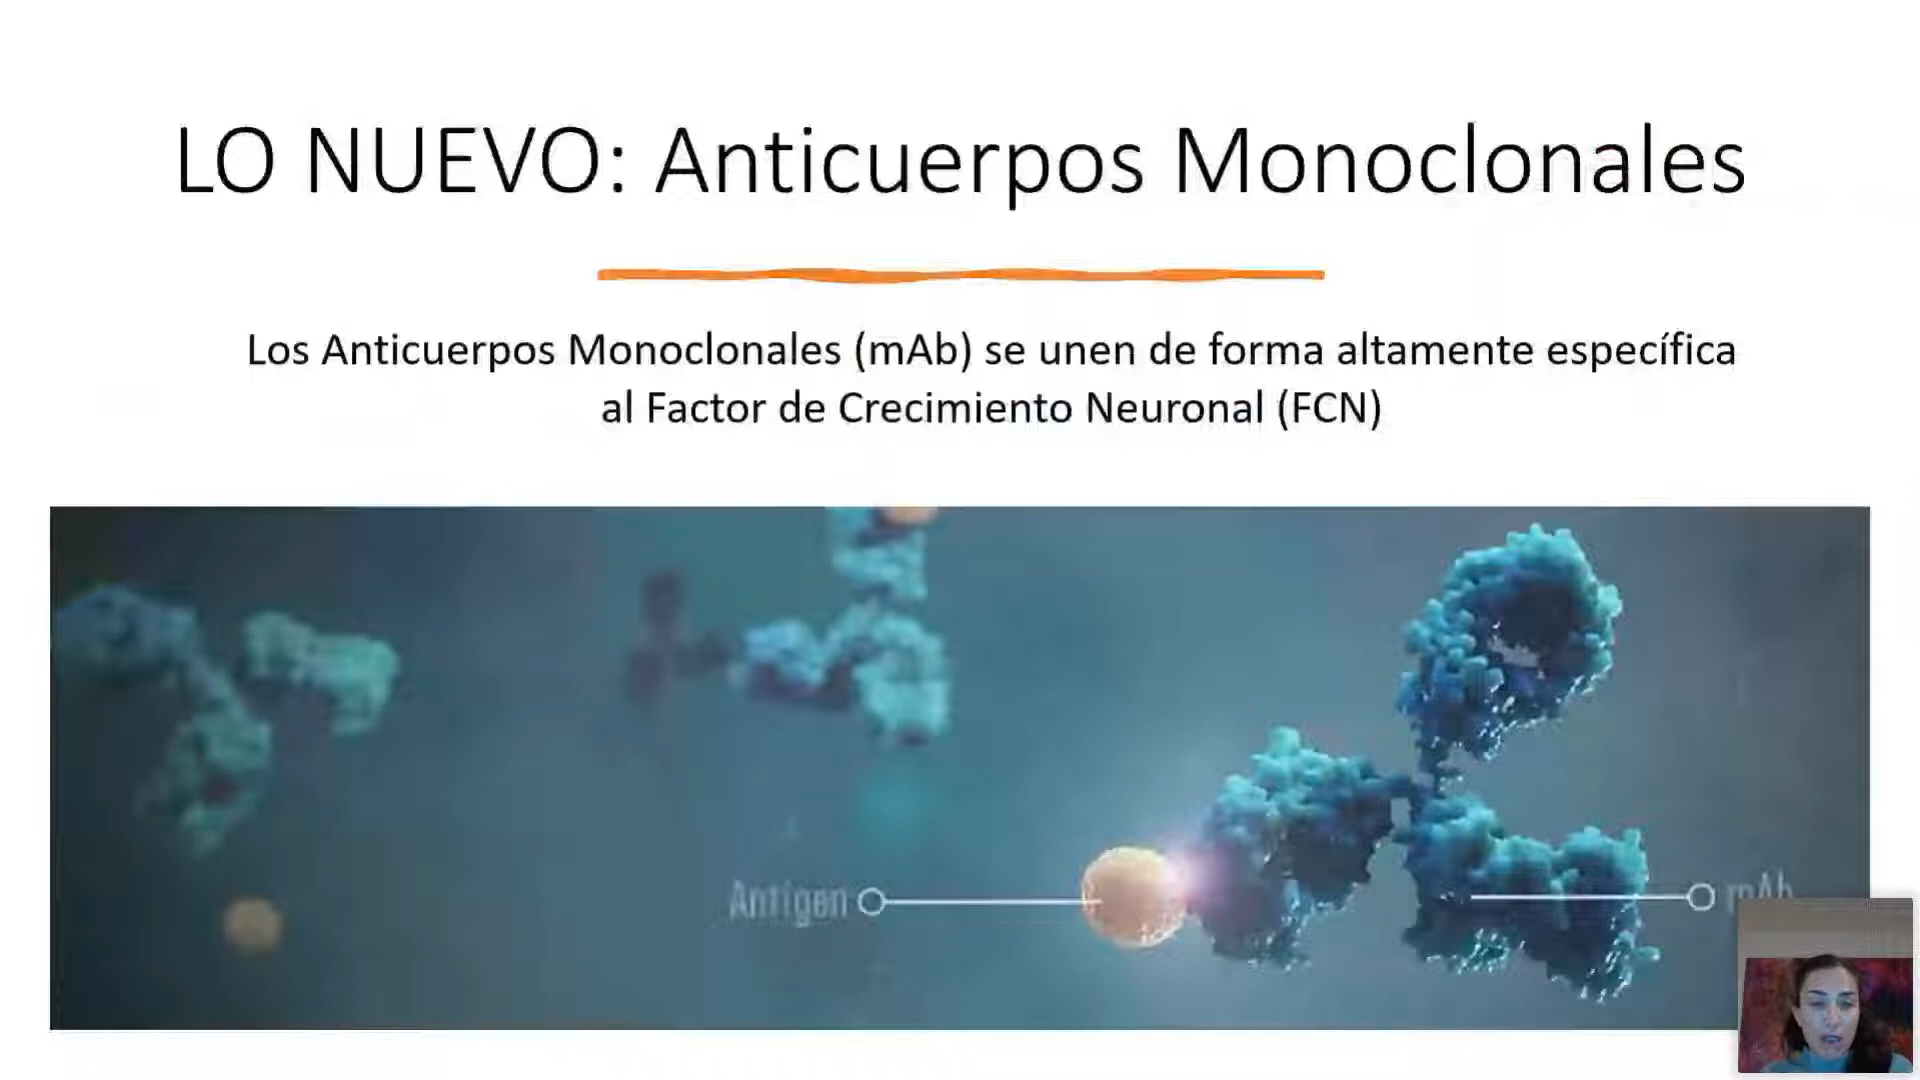 LO NUEVO: Anticuerpos Monoclonales
Los Anticuerpos Monoclonales (mAb) se unen de forma altamente específica
al Factor de Crecimiento Neuronal (FCN)
Antigen
mAb